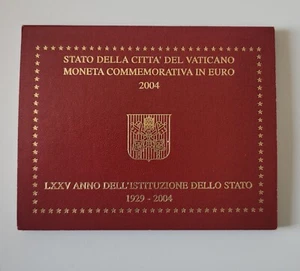 STATO DELLA CITTA' DEL VATICANO
MONETA COMMEMORATIVA IN EURO
2004
LXXV ANNO DELL'ISTITUZIONE DELLO STATO
1929 - 2004